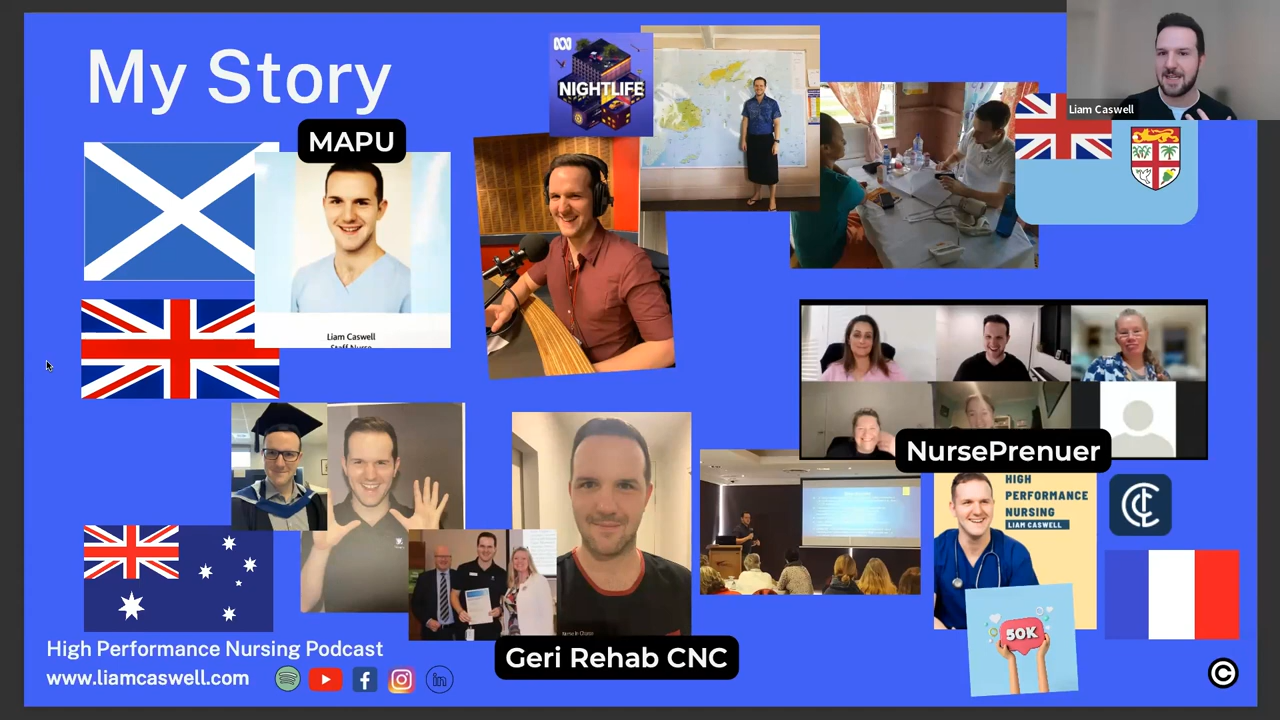 My Story
MAPU
NIGHTLIFE
Liam Caswell
Liam Caswell
Staff Nurse
NursePrenuer
HIGH
PERFORMANCE
NURSING
LIAM CASWELL
50K
Geri Rehab CNC
High Performance Nursing Podcast
www.liamcaswell.com
in
©